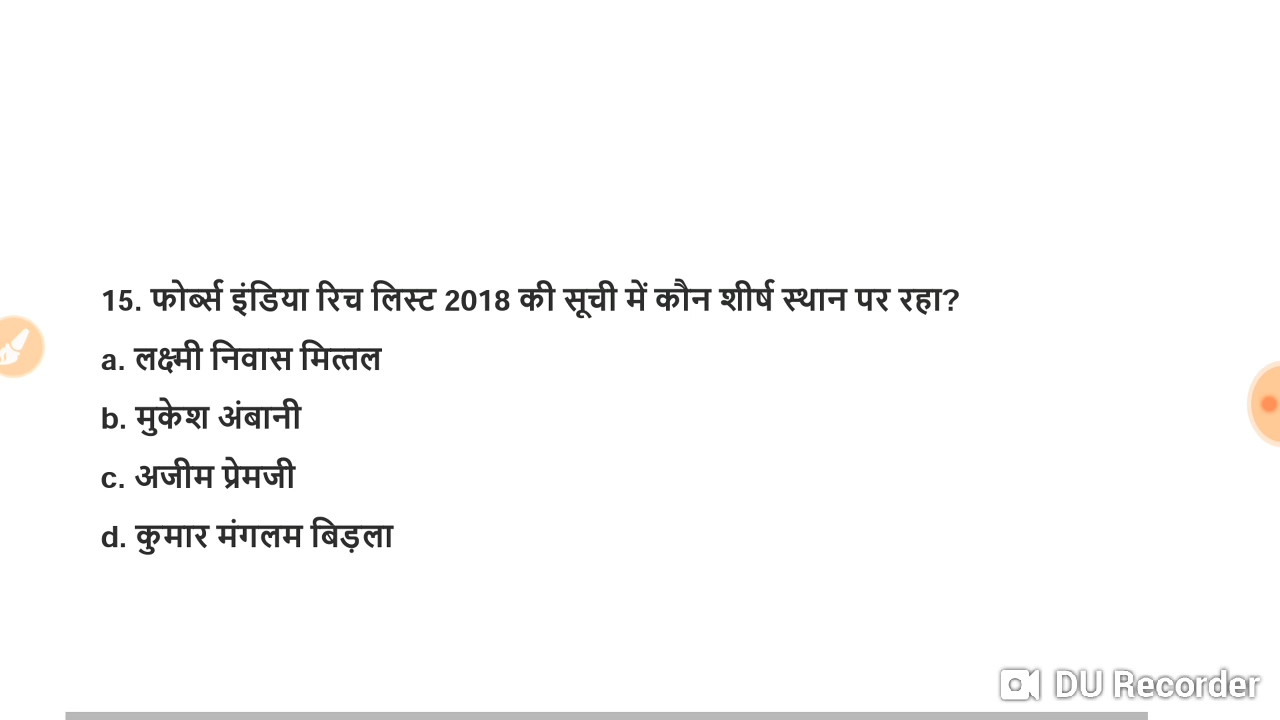 15. फोर्ब्स इंडिया रिच लिस्ट 2018 की सूची में कौन शीर्ष स्थान पर रहा?
a. लक्ष्मी निवास मित्तल
b. मुकेश अंबानी
c. अजीम प्रेमजी
d. कुमार मंगलम बिड़ला
DU Recorder